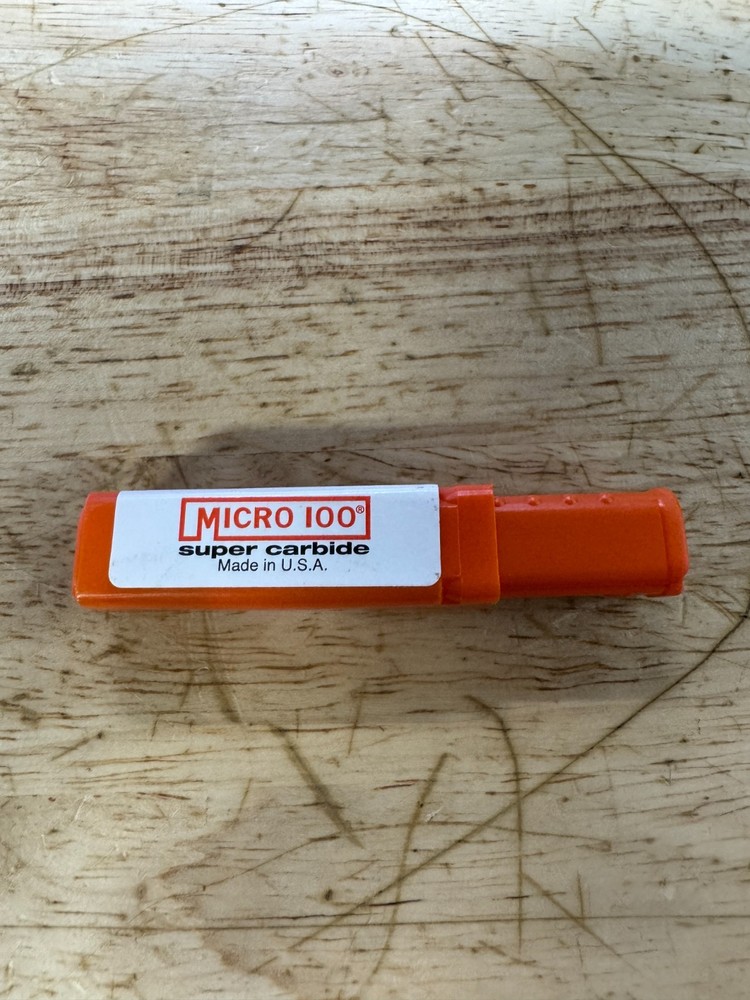 MICRO 100®
super carbide
Made in U.S.A.